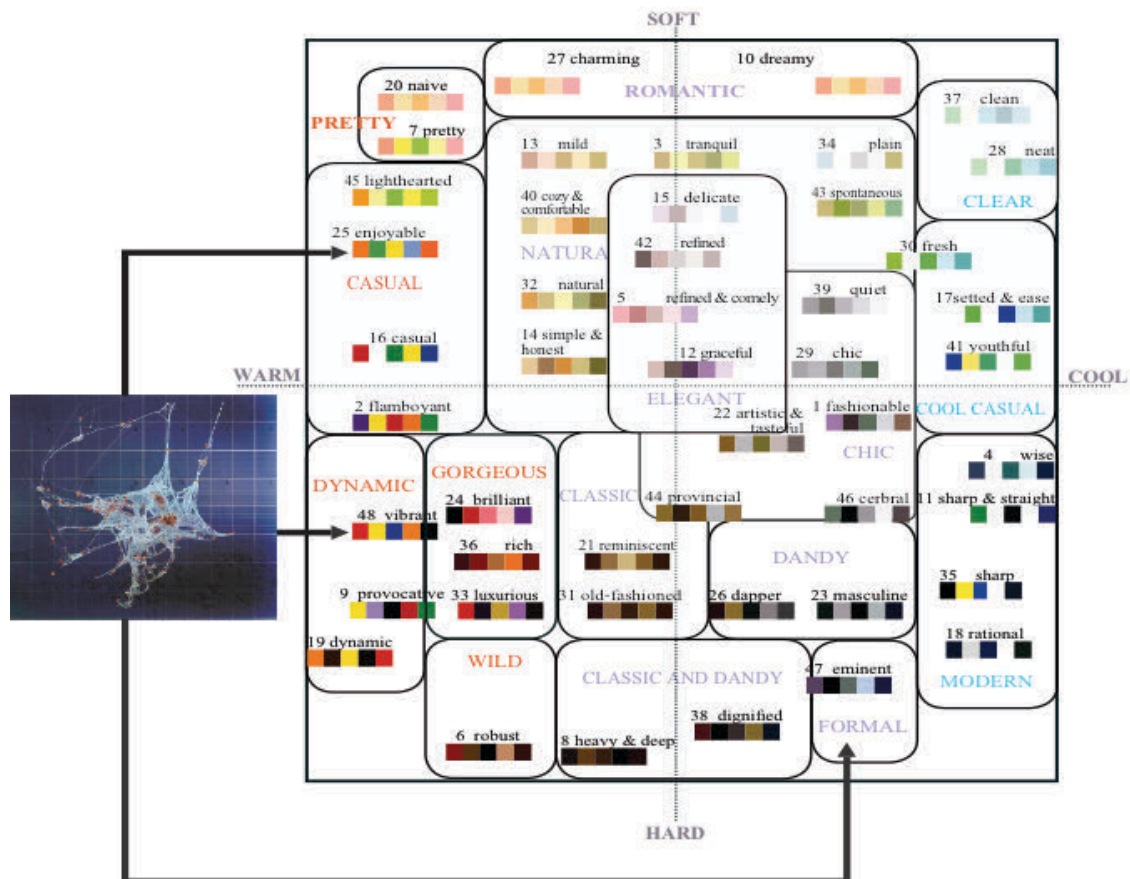 SOFT
27 charming
10 dreamy
ROMANTIC
20 naive
PRETTY
7 pretty
37 clean
28 neat
CLEAR
13 mild
3 tranquil
34 plain
45 lighthearted
40 cozy &
comfortable
15 delicate
43 spontaneous
25 enjoyable
NATURA
42 refined
30 fresh
CASUAL
32 natural
5 refined & comely
39 quiet
17setted & ease
16 casual
14 simple &
honest
12 graceful
29 chic
41 youthful
WARM
COOL
ELEGANT
2 flamboyant
22 artistic &
tasteful
1 fashionable
COOL CASUAL
CHIC
DYNAMIC
GORGEOUS
CLASSIC
4 wise
24 brilliant
44 provincial
46 cerbral
11 sharp & straight
48 vibrant
36 rich
21 reminiscent
DANDY
35 sharp
9 provocative
33 luxurious
31 old-fashioned
26 dapper
23 masculine
19 dynamic
18 rational
WILD
CLASSIC AND DANDY
47 eminent
MODERN
38 dignified
FORMAL
6 robust
8 heavy & deep
HARD